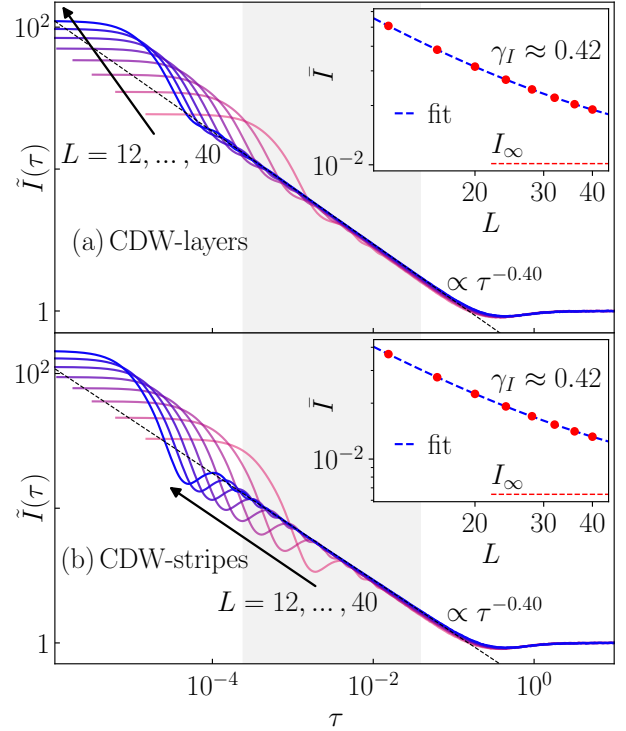 10²
Ĩ(τ)
1
L = 12, ... , 40
(a) CDW-layers
∝ τ^−0.40
Ī
10⁻²
γ_I ≈ 0.42
fit
I_∞
20 30 40
L
10²
Ĩ(τ)
1
L = 12, ... , 40
(b) CDW-stripes
∝ τ^−0.40
Ī
10⁻²
γ_I ≈ 0.42
fit
I_∞
20 30 40
L
10⁻⁴ 10⁻² 10⁰
τ